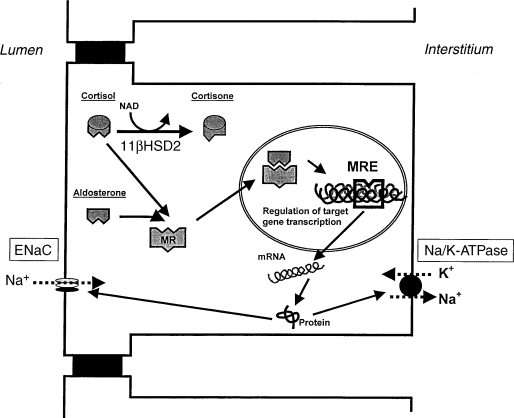 Lumen
Interstitium
Cortisol
NAD
Cortisone
11βHSD2
MRE
Aldosterone
Regulation of target
gene transcription
MR
ENaC
mRNA
Na/K-ATPase
Na+
K+
Na+
Protein